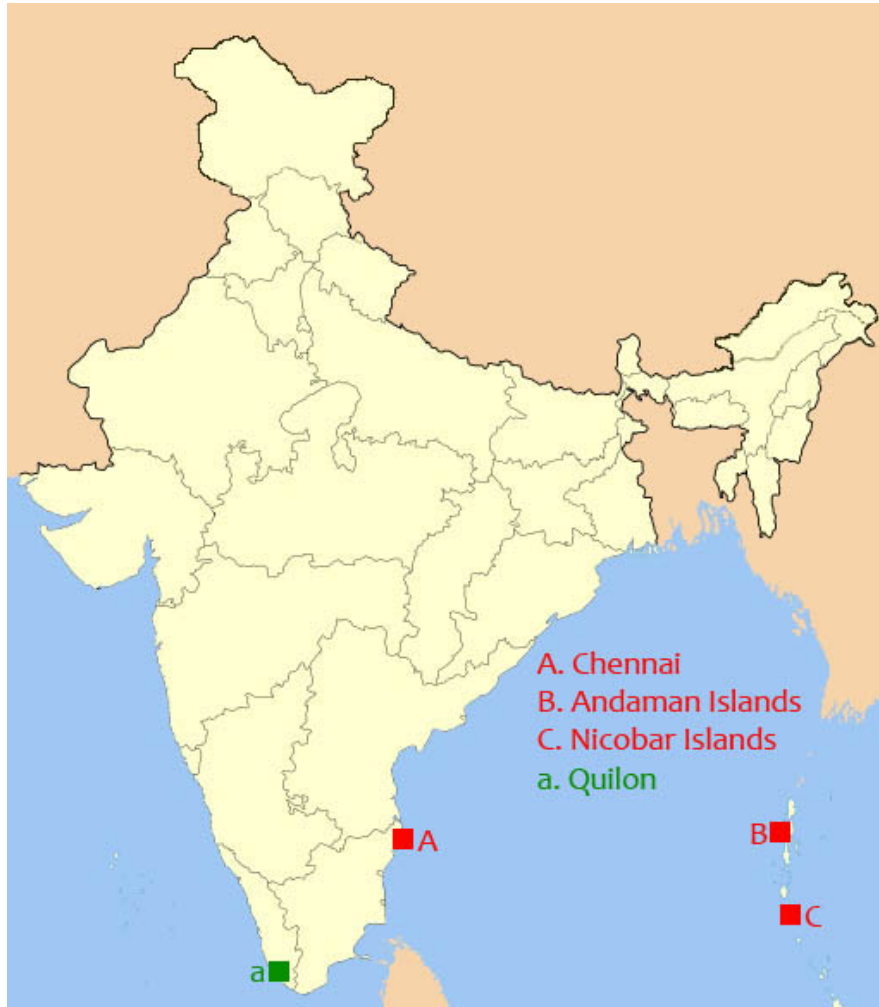 A. Chennai
B. Andaman Islands
C. Nicobar Islands
a. Quilon
A
B
C
a